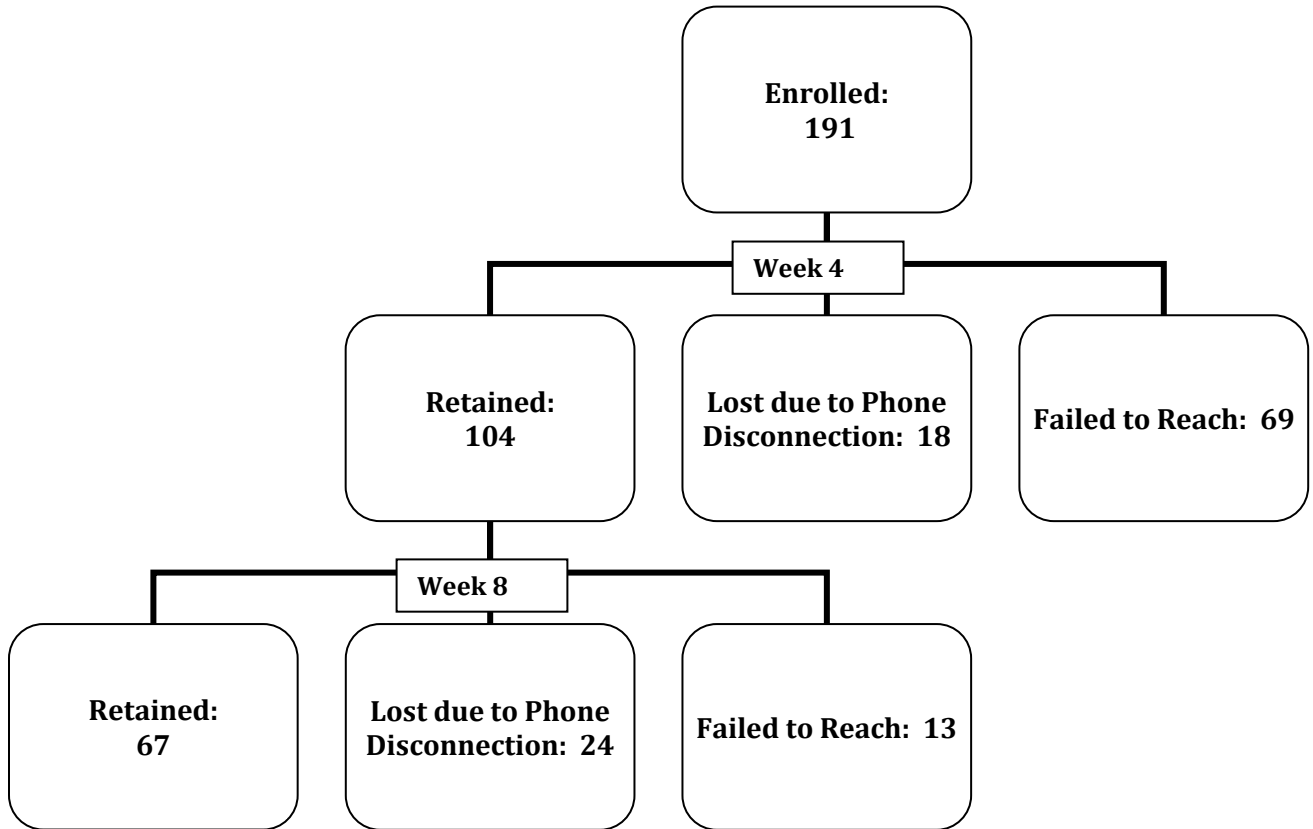 Enrolled:
191
Week 4
Retained:
104
Lost due to Phone
Disconnection: 18
Failed to Reach: 69
Week 8
Retained:
67
Lost due to Phone
Disconnection: 24
Failed to Reach: 13